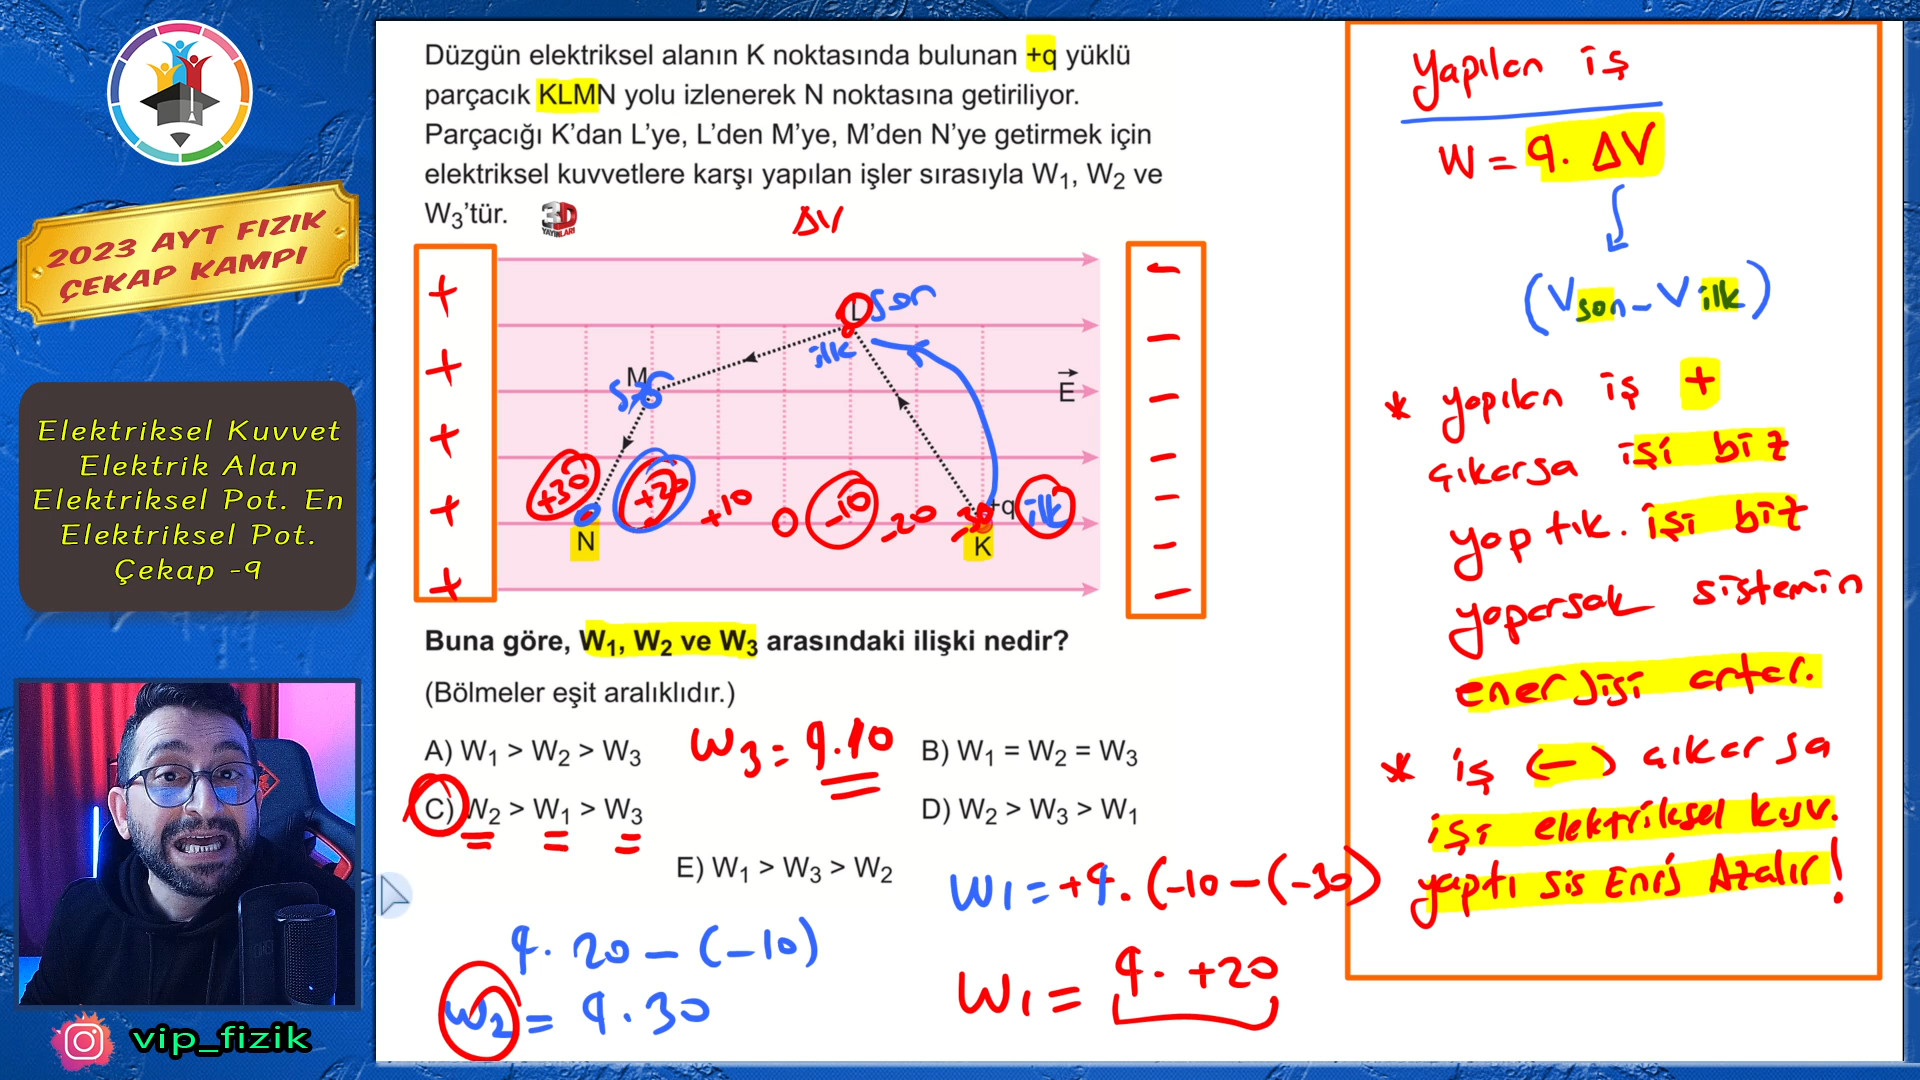 2023 AYT FIZIK
ÇEKAP KAMPI
Elektriksel Kuvvet
Elektrik Alan
Elektriksel Pot. En
Elektriksel Pot.
Çekap -9
vip_fizik
Düzgün elektriksel alanın K noktasında bulunan +q yüklü
parçacık KLMN yolu izlenerek N noktasına getiriliyor.
Parçacığı K'dan L'ye, L'den M'ye, M'den N'ye getirmek için
elektriksel kuvvetlere karşı yapılan işler sırasıyla W₁, W₂ ve
W₃'tür.
3D
YAYINLARI
ΔV
+
+
+
+
+
L son
ilk
M
son
E
+30 +20 +10 0 -10 -20 -30 +q ilk
N
K
-
-
-
-
-
-
-
Buna göre, W₁, W₂ ve W₃ arasındaki ilişki nedir?
(Bölmeler eşit aralıklıdır.)
A) W₁ > W₂ > W₃
W₃ = q.10
B) W₁ = W₂ = W₃
C) W₂ > W₁ > W₃
D) W₂ > W₃ > W₁
E) W₁ > W₃ > W₂
q. 20 - (-10)
W₂ = q.30
W₁ = +q.(-10-(-30)
W₁ = q. +20
Yapılan iş
W = q. ΔV
(Vson - Vilk)
* yapılan iş +
çıkarsa işi biz
yaptık. işi biz
yaparsak sistemin
enerjisi artar.
* iş (-) çıkarsa
işi elektriksel kuv.
yaptı sis Enrj Azalır!